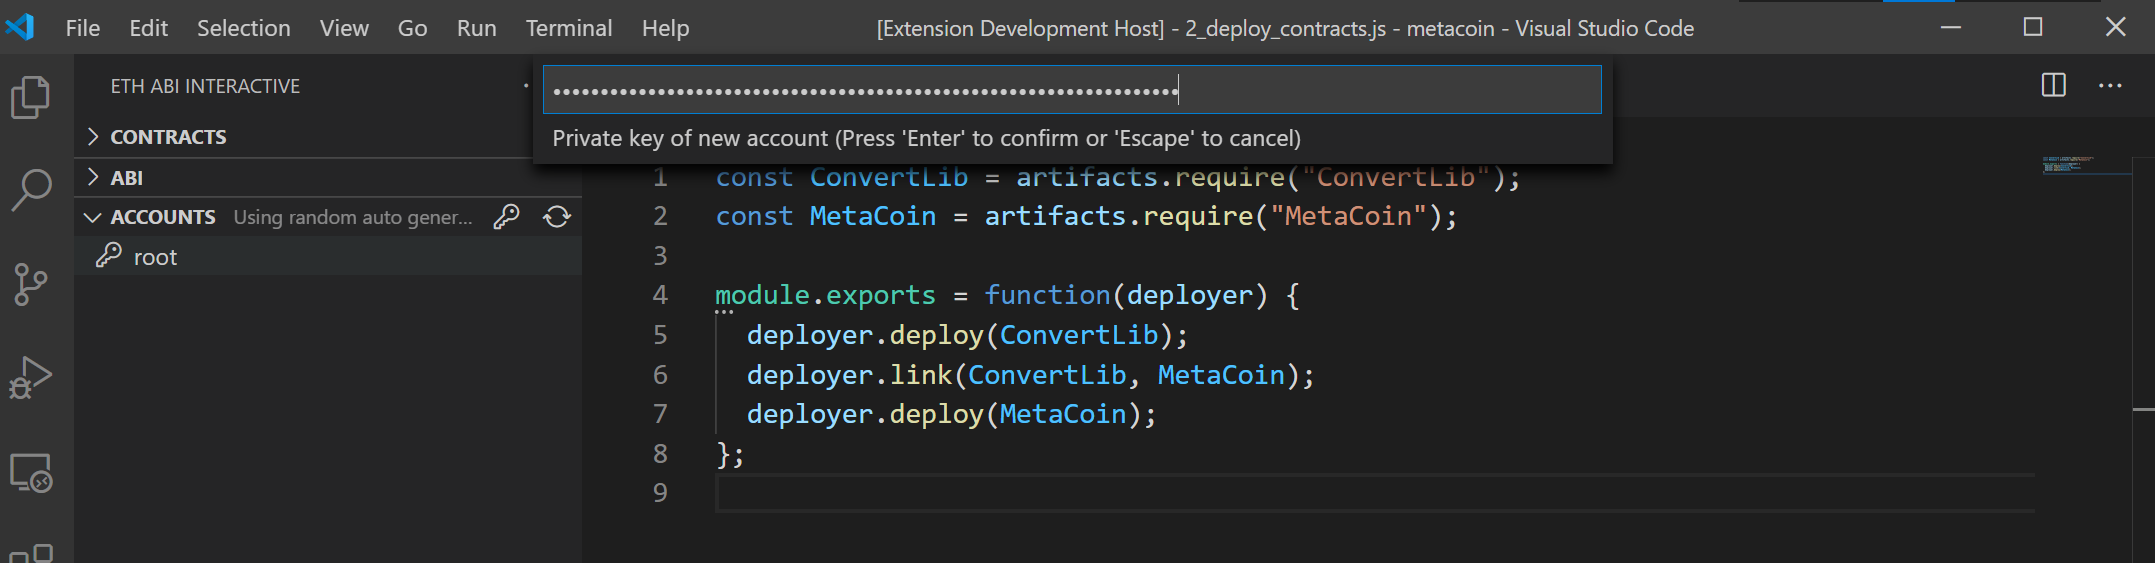 File Edit Selection View Go Run Terminal Help [Extension Development Host] - 2_deploy_contracts.js - metacoin - Visual Studio Code
ETH ABI INTERACTIVE
••••••••••••••••••••••••••••••••••••••••••••••••••••••••••••••••
Private key of new account (Press 'Enter' to confirm or 'Escape' to cancel)
CONTRACTS
ABI
ACCOUNTS Using random auto gener...
root
1 const ConvertLib = artifacts.require("ConvertLib");
2 const MetaCoin = artifacts.require("MetaCoin");
3
4 module.exports = function(deployer) {
5 deployer.deploy(ConvertLib);
6 deployer.link(ConvertLib, MetaCoin);
7 deployer.deploy(MetaCoin);
8 };
9